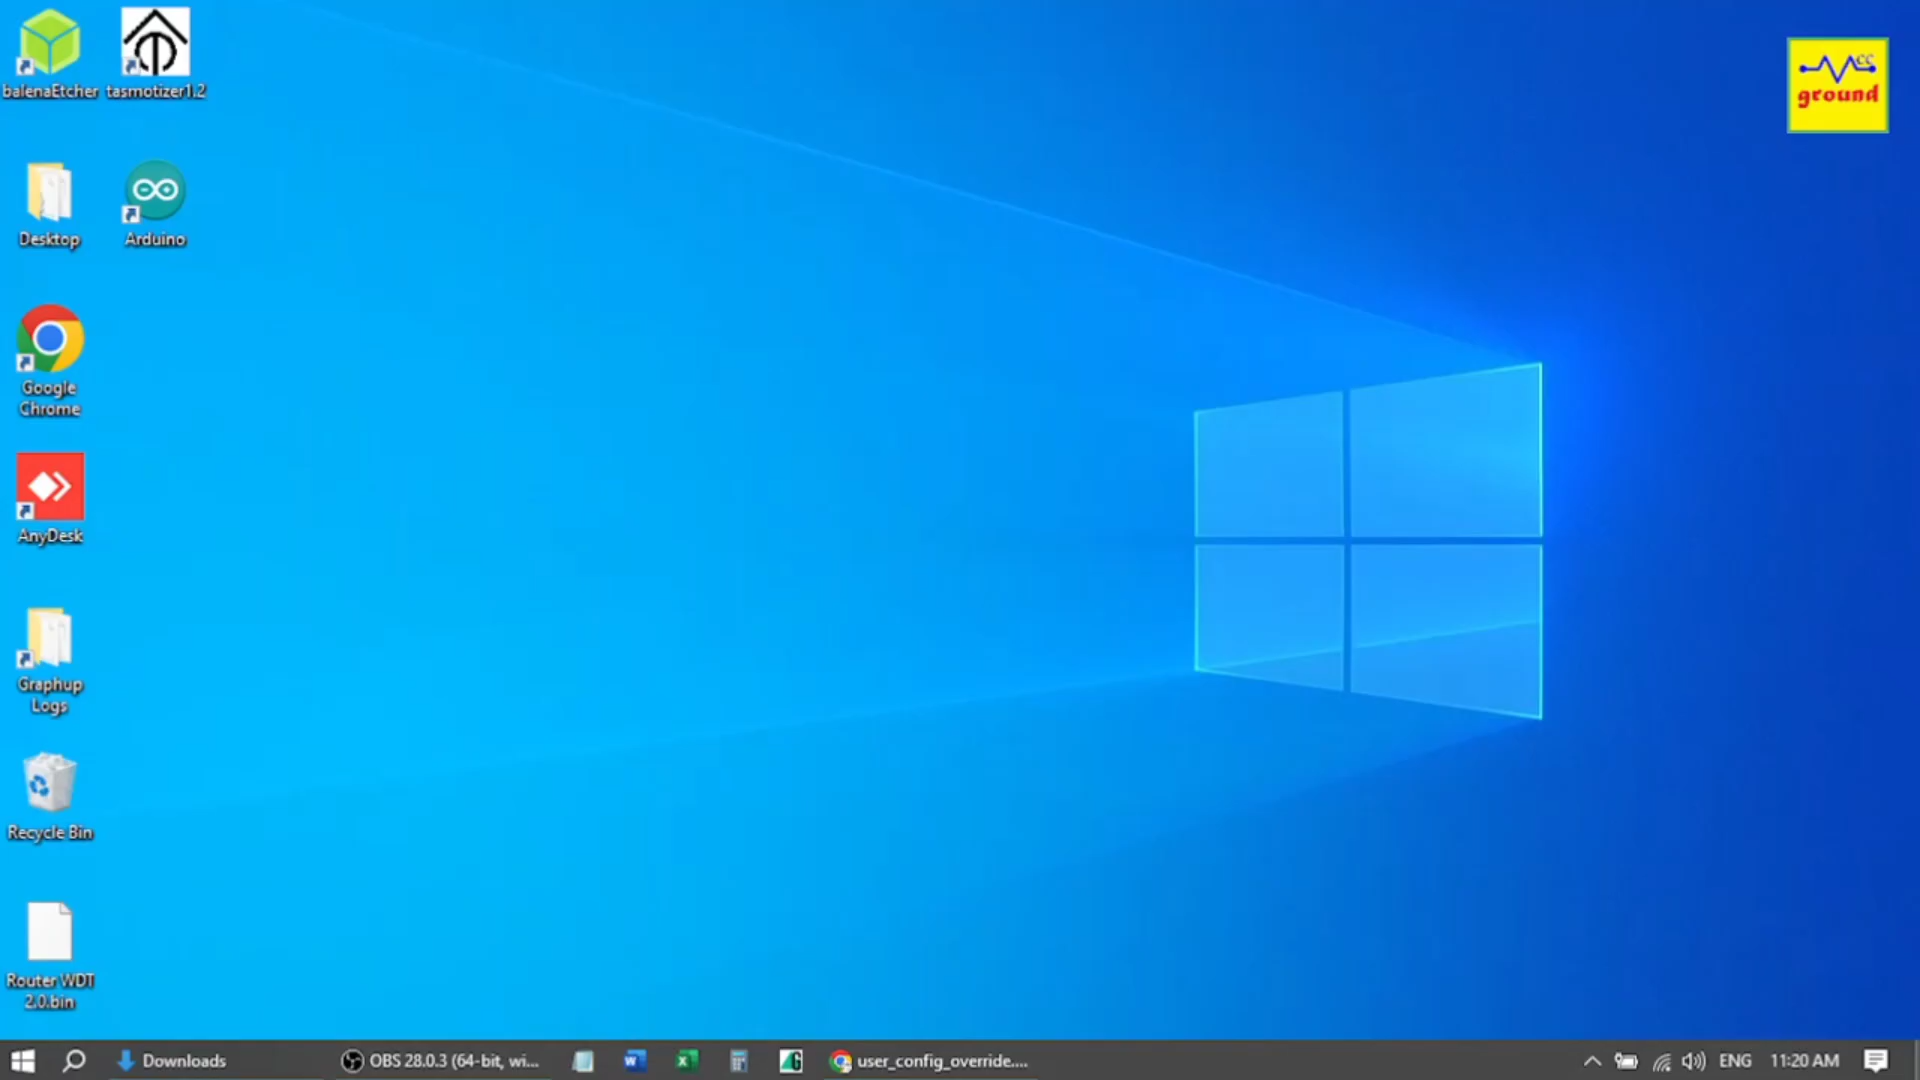 balenaEtcher
tasmotizer1.2
CC
ground
Desktop
Arduino
Google
Chrome
AnyDesk
Graphup
Logs
Recycle Bin
Router WDT
2.0.bin
Downloads
OBS 28.0.3 (64-bit, wi...
user_config_override....
ENG
11:20 AM